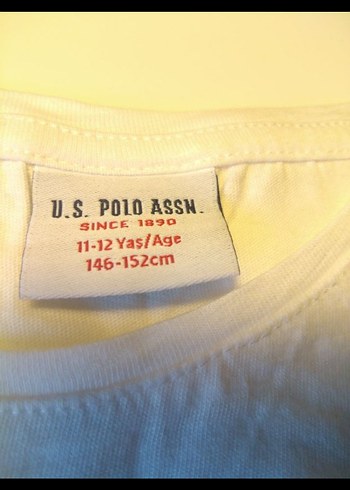 U.S. POLO ASSN.
SINCE 1890
11-12 Yaş/Age
146-152cm